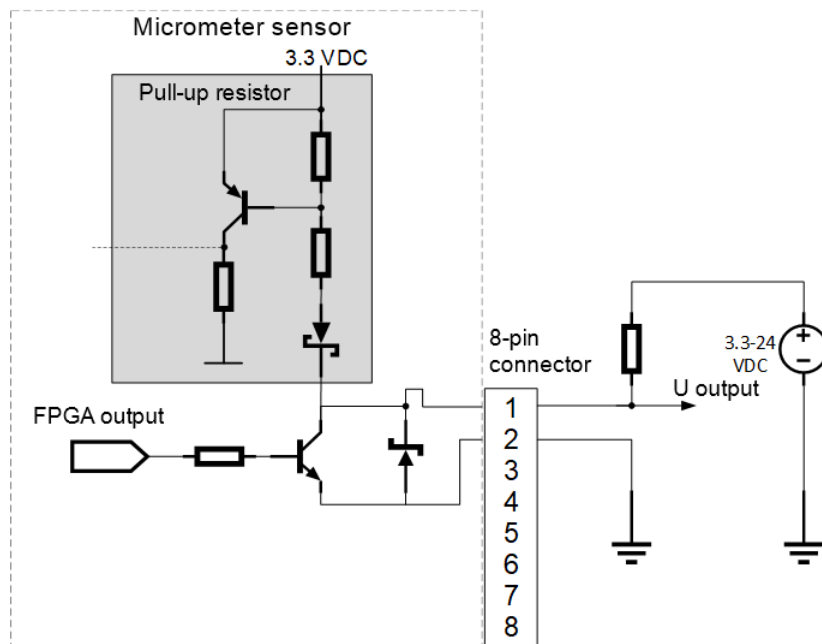 Micrometer sensor
3.3 VDC
Pull-up resistor
8-pin
connector
3.3-24
VDC
+
−
U output
FPGA output
1
2
3
4
5
6
7
8